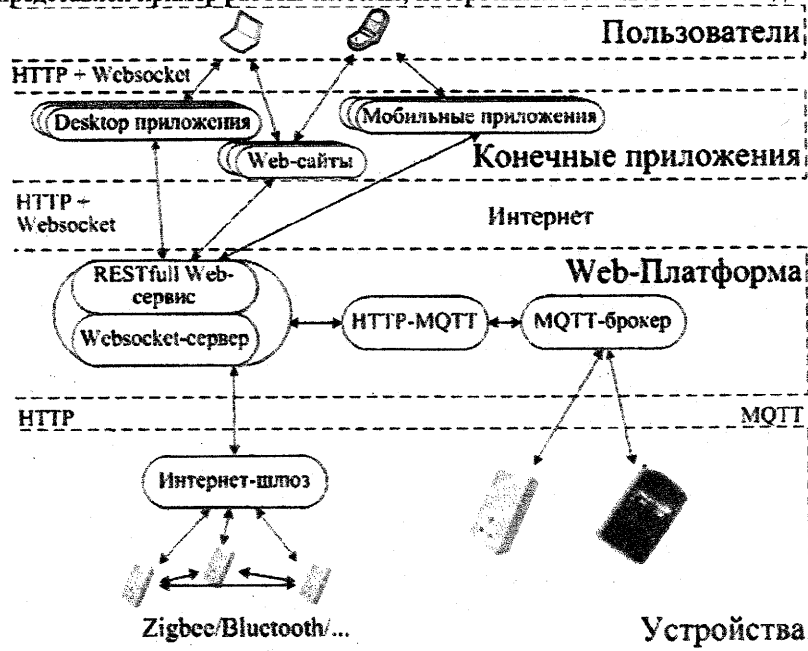 Пользователи
HTTP + Websocket
Desktop приложения
Мобильные приложения
Web-сайты
Конечные приложения
HTTP +
Websocket
Интернет
RESTfull Web-
сервис
Websocket-сервер
Web-Платформа
HTTP-MQTT
MQTT-брокер
HTTP
MQTT
Интернет-шлюз
Zigbee/Bluetooth/...
Устройства